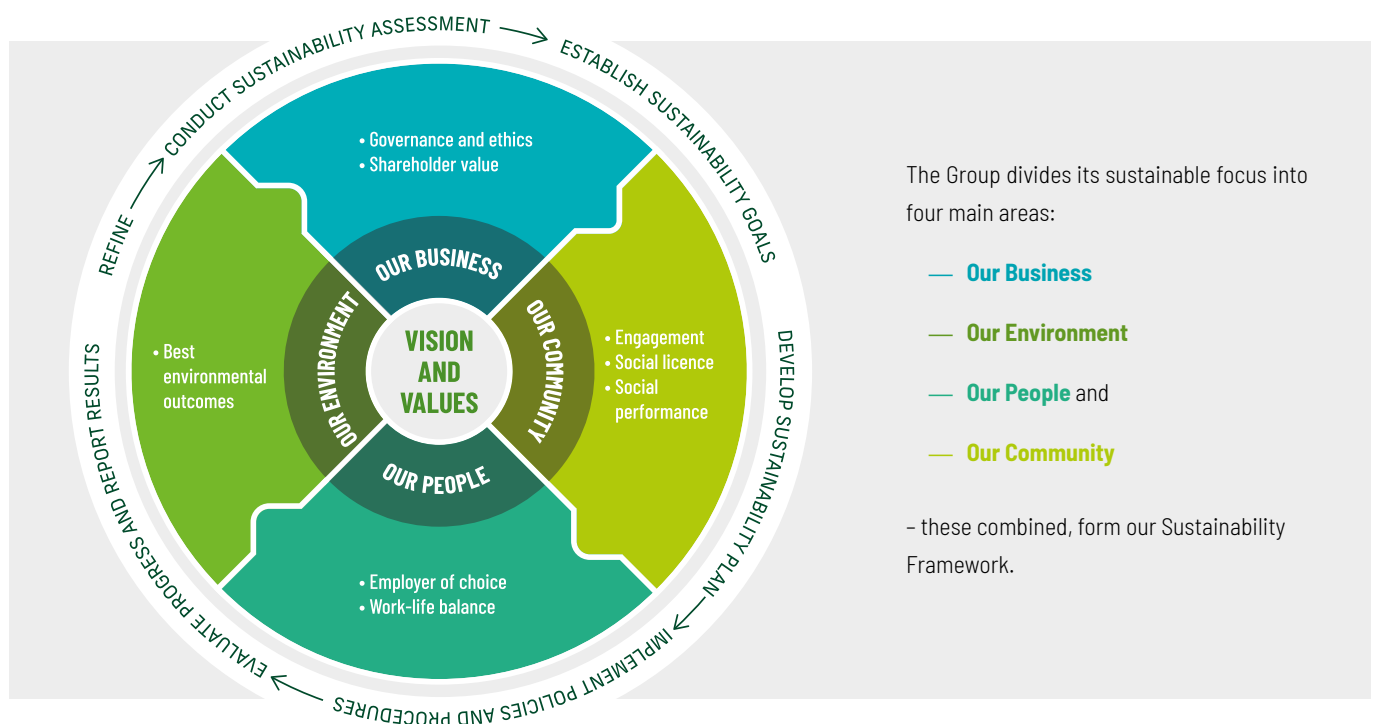 CONDUCT SUSTAINABILITY ASSESSMENT
ESTABLISH SUSTAINABILITY GOALS
DEVELOP SUSTAINABILITY PLAN
IMPLEMENT POLICIES AND PROCEDURES
EVALUATE PROGRESS AND REPORT RESULTS
REFINE
• Governance and ethics
• Shareholder value
OUR BUSINESS
OUR ENVIRONMENT
• Best
environmental
outcomes
VISION
AND
VALUES
OUR COMMUNITY
• Engagement
• Social licence
• Social
performance
OUR PEOPLE
• Employer of choice
• Work-life balance
The Group divides its sustainable focus into
four main areas:
— Our Business
— Our Environment
— Our People and
— Our Community
– these combined, form our Sustainability
Framework.